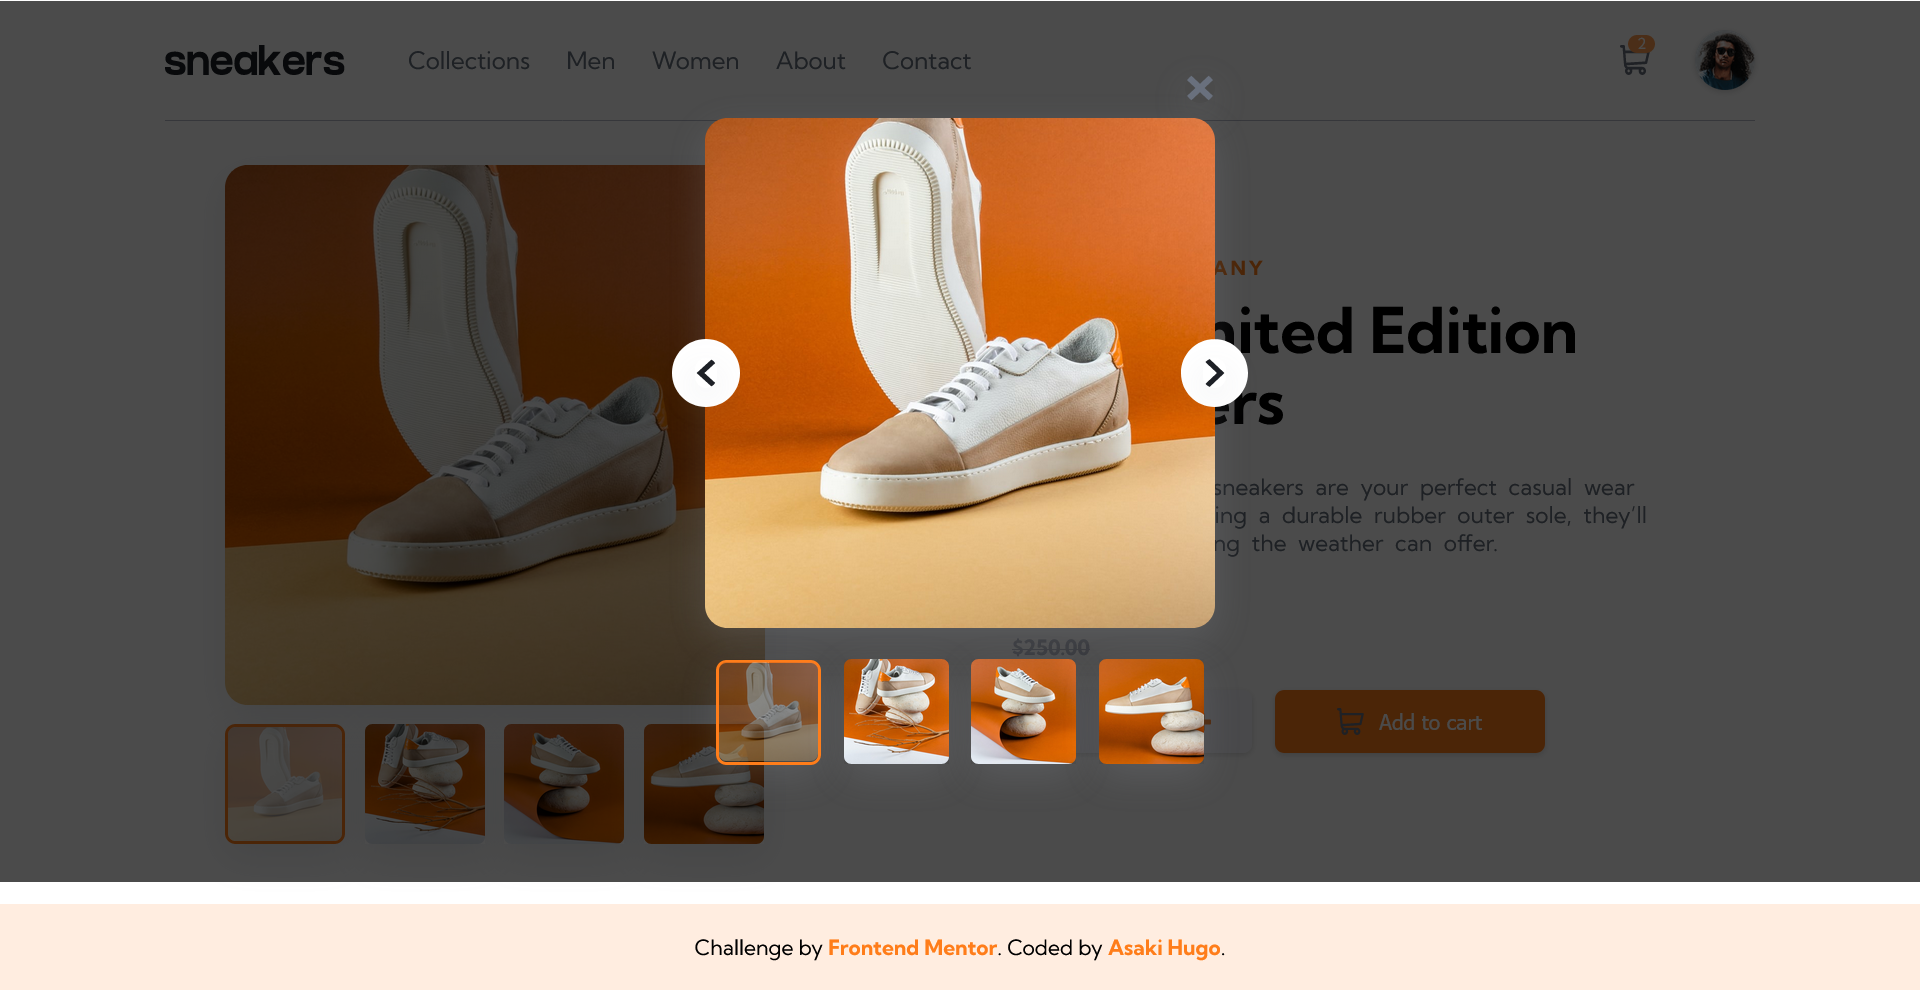 sneakers
Collections Men Women About Contact
2
ANY
nited Edition
ers
sneakers are your perfect casual wear
ing a durable rubber outer sole, they’ll
ng the weather can offer.
$250.00
Add to cart
Challenge by Frontend Mentor. Coded by Asaki Hugo.